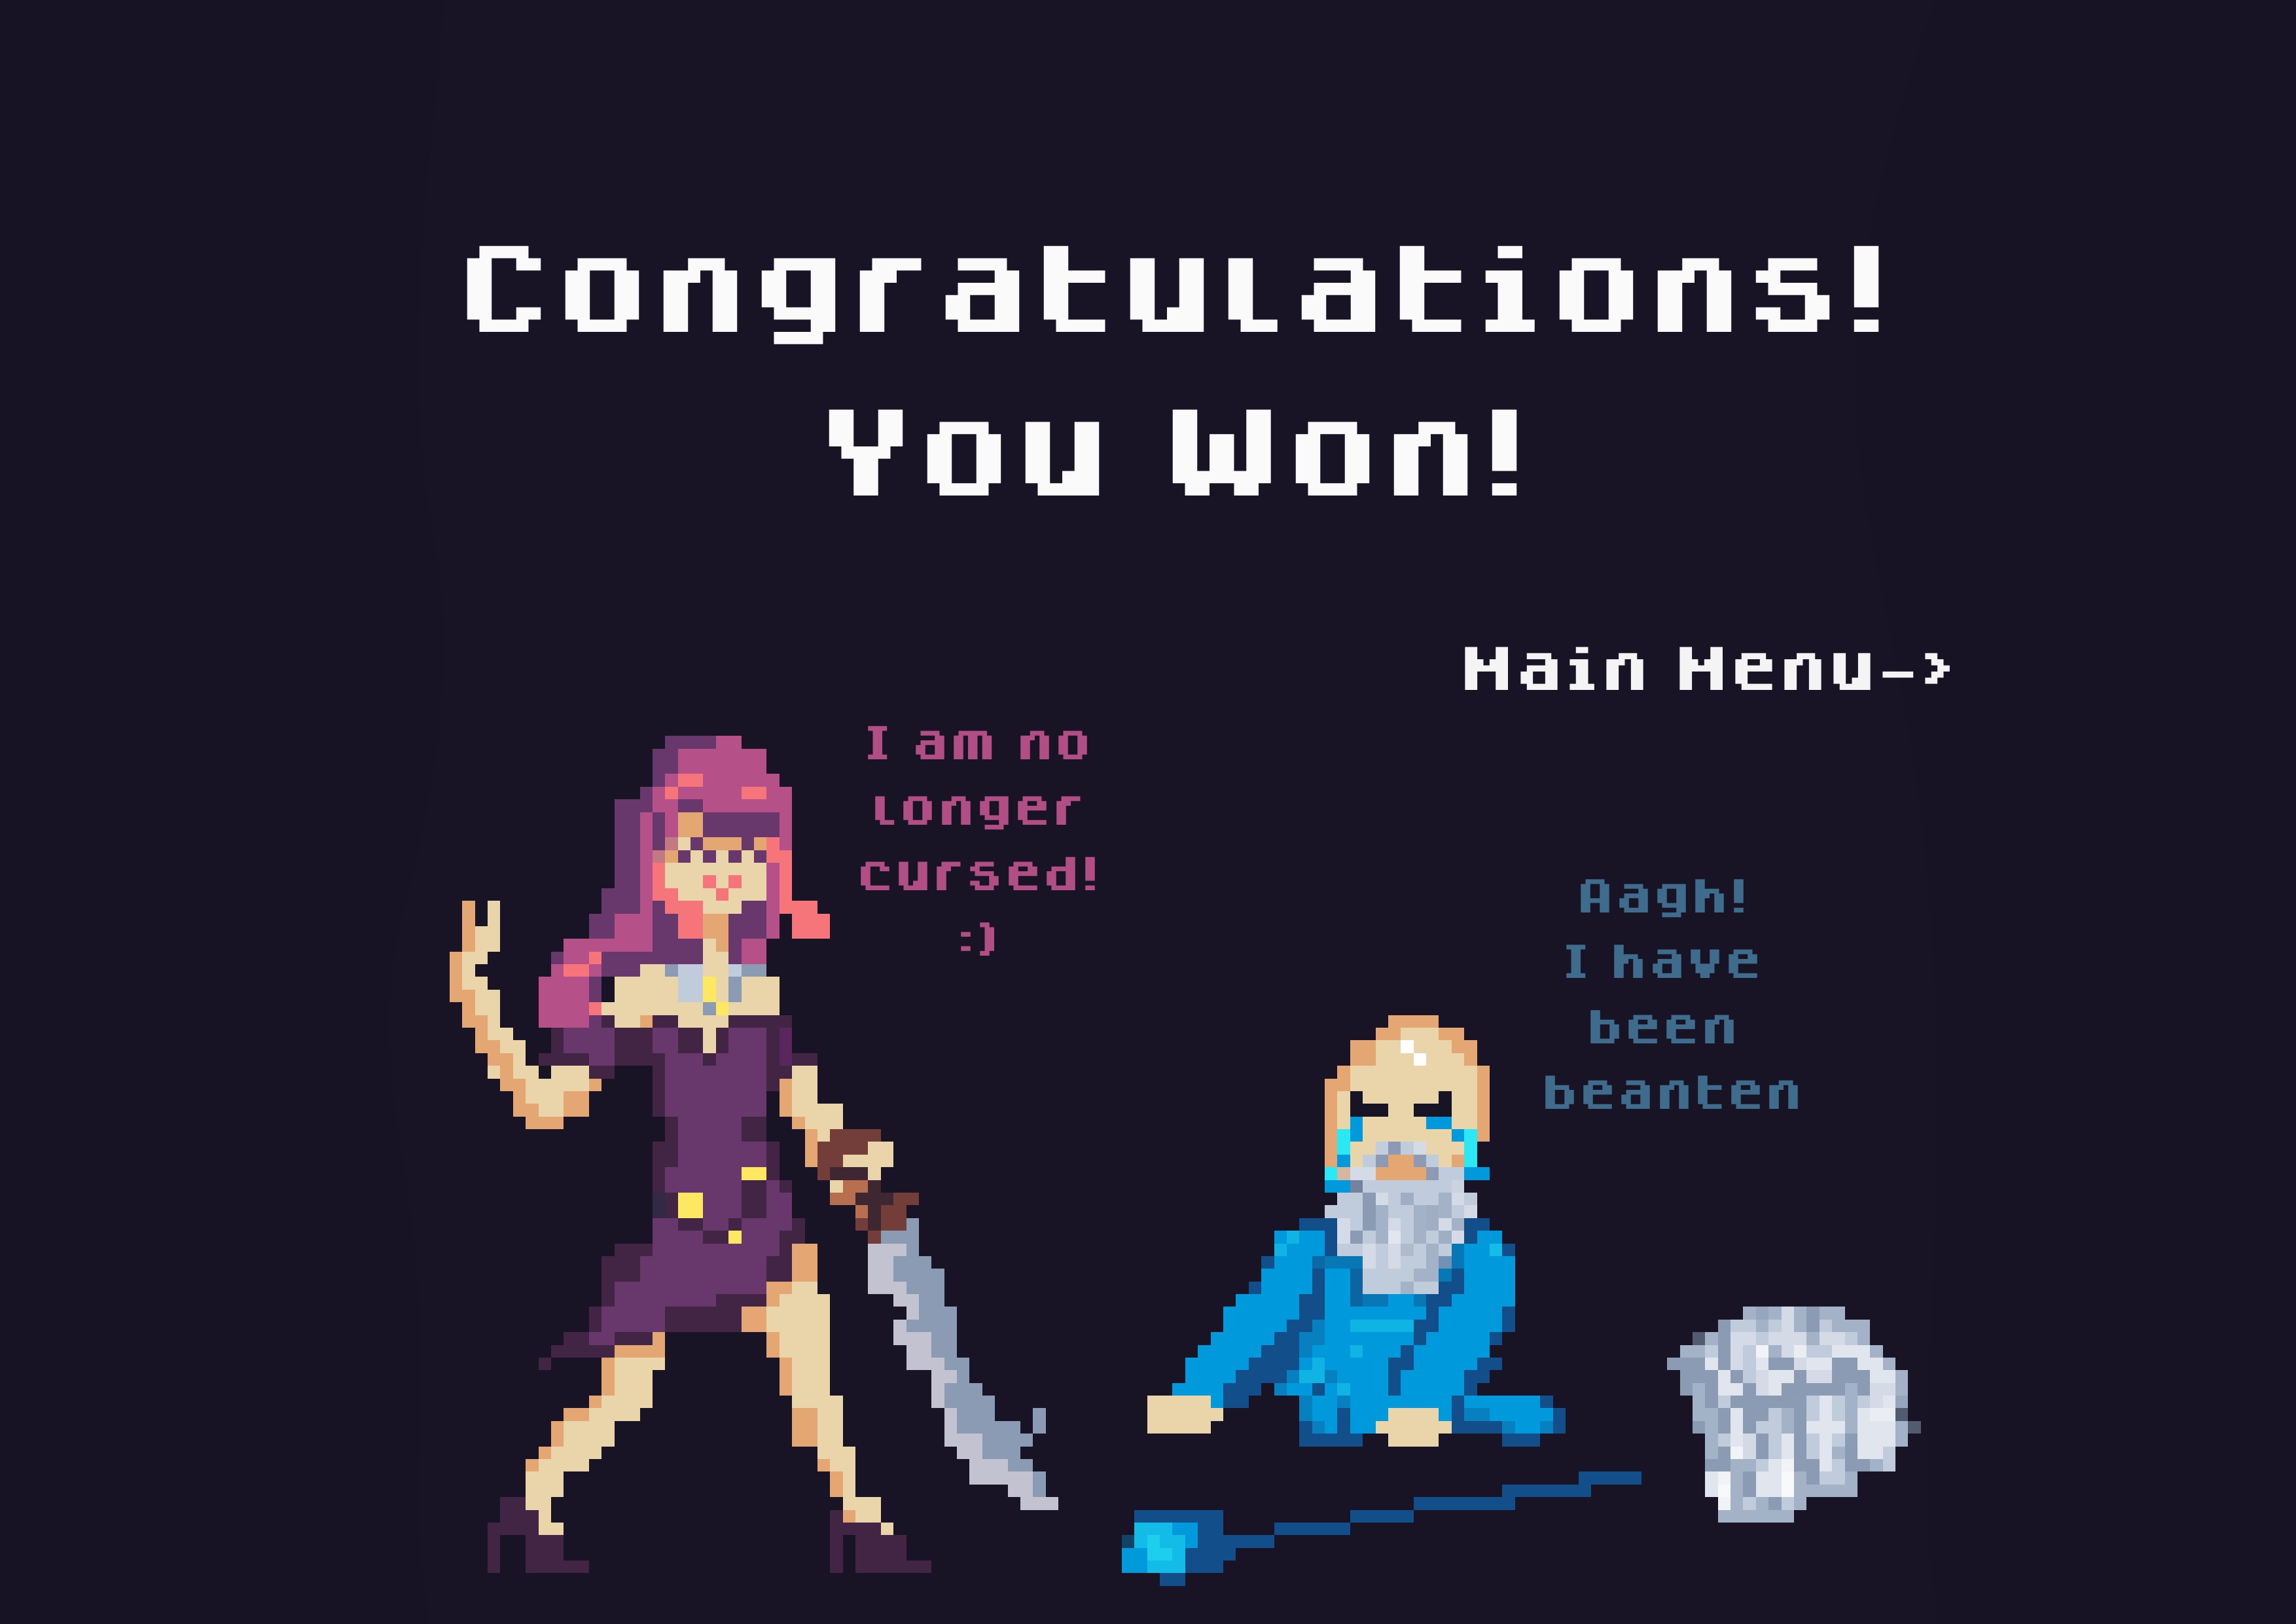 Congratulations!
You Won!
Main Menu->
I am no
longer
cursed!
:)
Aagh!
I have
been
beanten